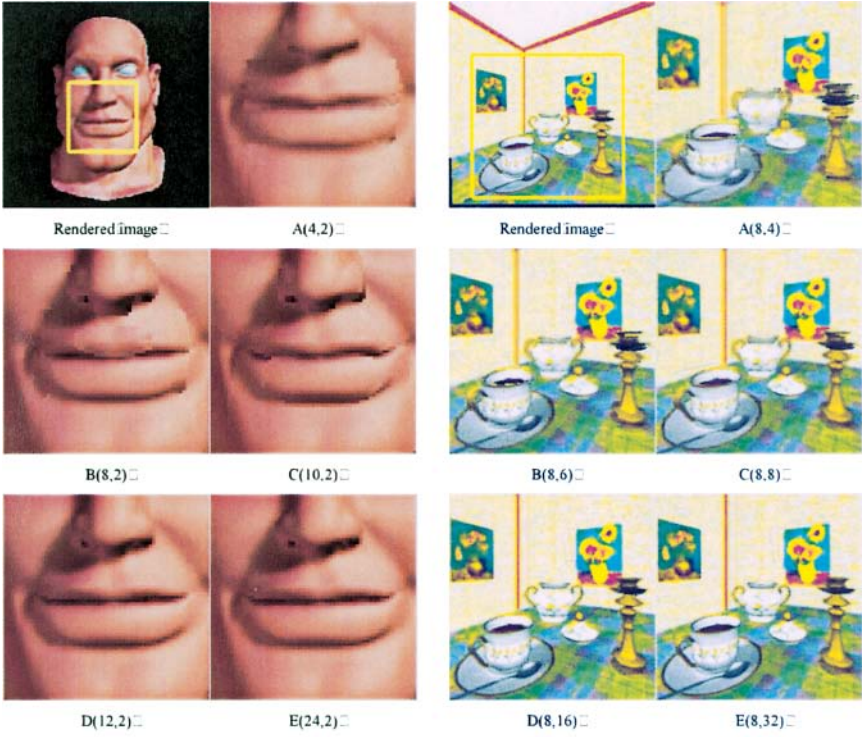 Rendered image
A(4,2)
Rendered image
A(8,4)
B(8,2)
C(10,2)
B(8,6)
C(8,8)
D(12,2)
E(24,2)
D(8,16)
E(8,32)